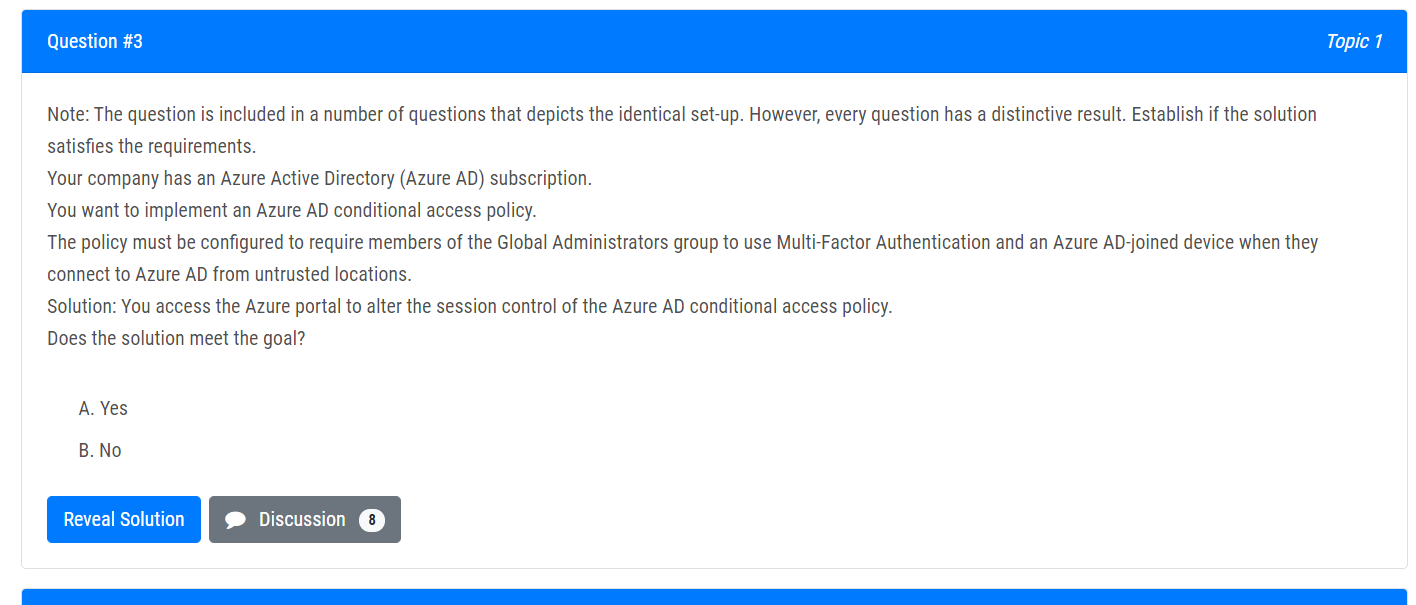 Question #3
Topic 1
Note: The question is included in a number of questions that depicts the identical set-up. However, every question has a distinctive result. Establish if the solution
satisfies the requirements.
Your company has an Azure Active Directory (Azure AD) subscription.
You want to implement an Azure AD conditional access policy.
The policy must be configured to require members of the Global Administrators group to use Multi-Factor Authentication and an Azure AD-joined device when they
connect to Azure AD from untrusted locations.
Solution: You access the Azure portal to alter the session control of the Azure AD conditional access policy.
Does the solution meet the goal?
A. Yes
B. No
Reveal Solution
Discussion 8